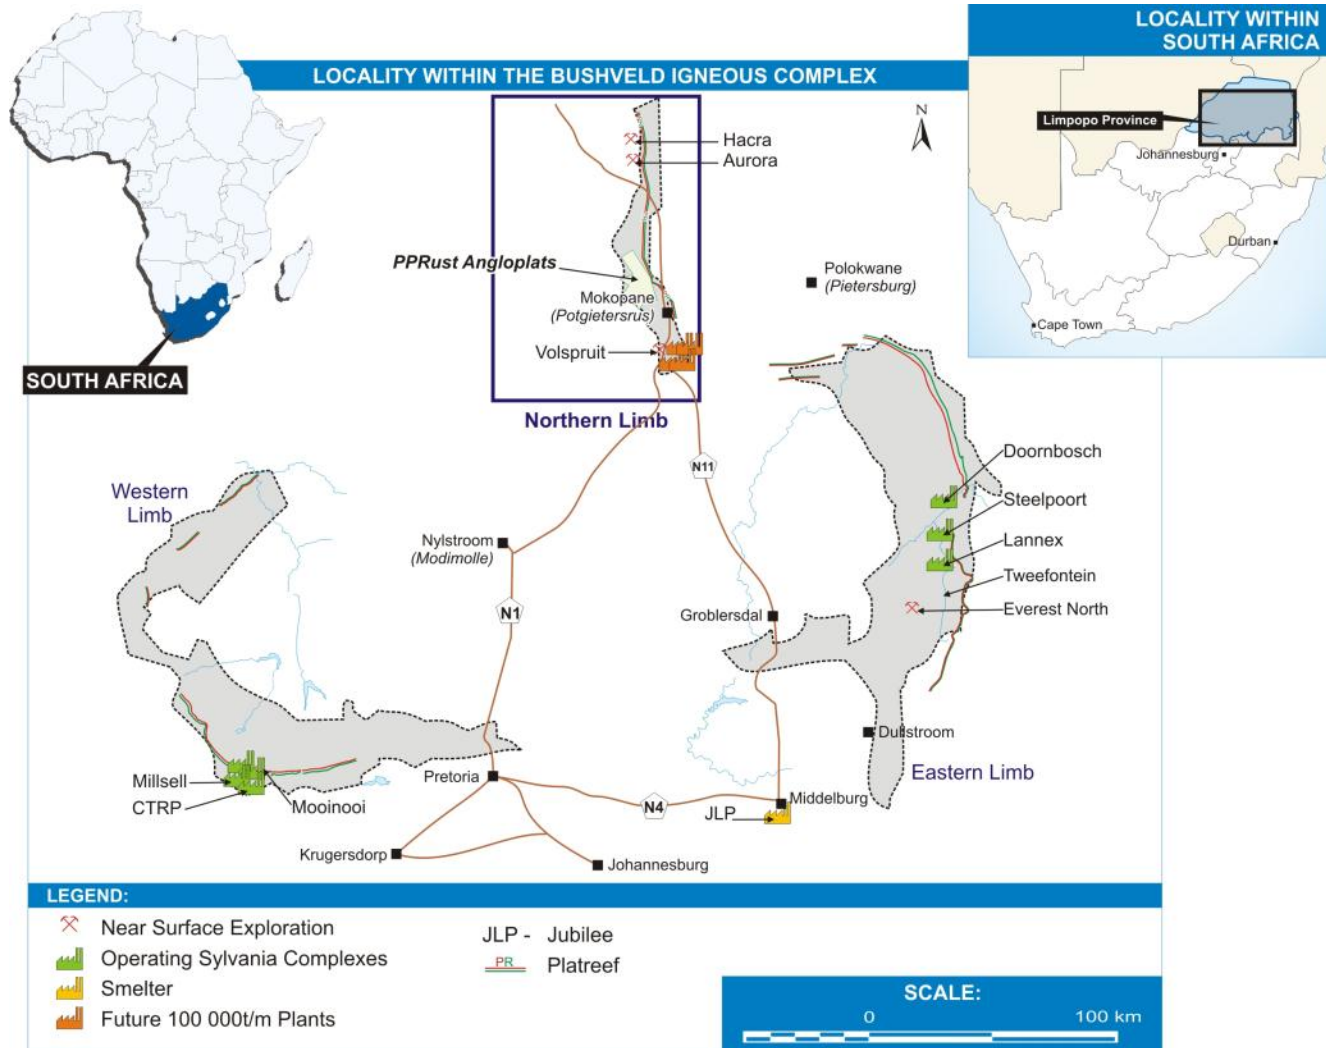 LOCALITY WITHIN
SOUTH AFRICA
LOCALITY WITHIN THE BUSHVELD IGNEOUS COMPLEX
N
Limpopo Province
Johannesburg
Durban
Cape Town
SOUTH AFRICA
Hacra
Aurora
PPRust Angloplats
Mokopane
(Potgietersrus)
Volspruit
Northern Limb
Polokwane
(Pietersburg)
Western
Limb
N11
Doornbosch
Steelpoort
Lannex
Tweefontein
Everest North
Nylstroom
(Modimolle)
N1
Groblersdal
Dullstroom
Eastern Limb
Millsell
CTRP
Mooinooi
Pretoria
N4
JLP
Middelburg
Krugersdorp
Johannesburg
LEGEND:
Near Surface Exploration
Operating Sylvania Complexes
Smelter
Future 100 000t/m Plants
JLP - Jubilee
PR Platreef
SCALE:
0 100 km